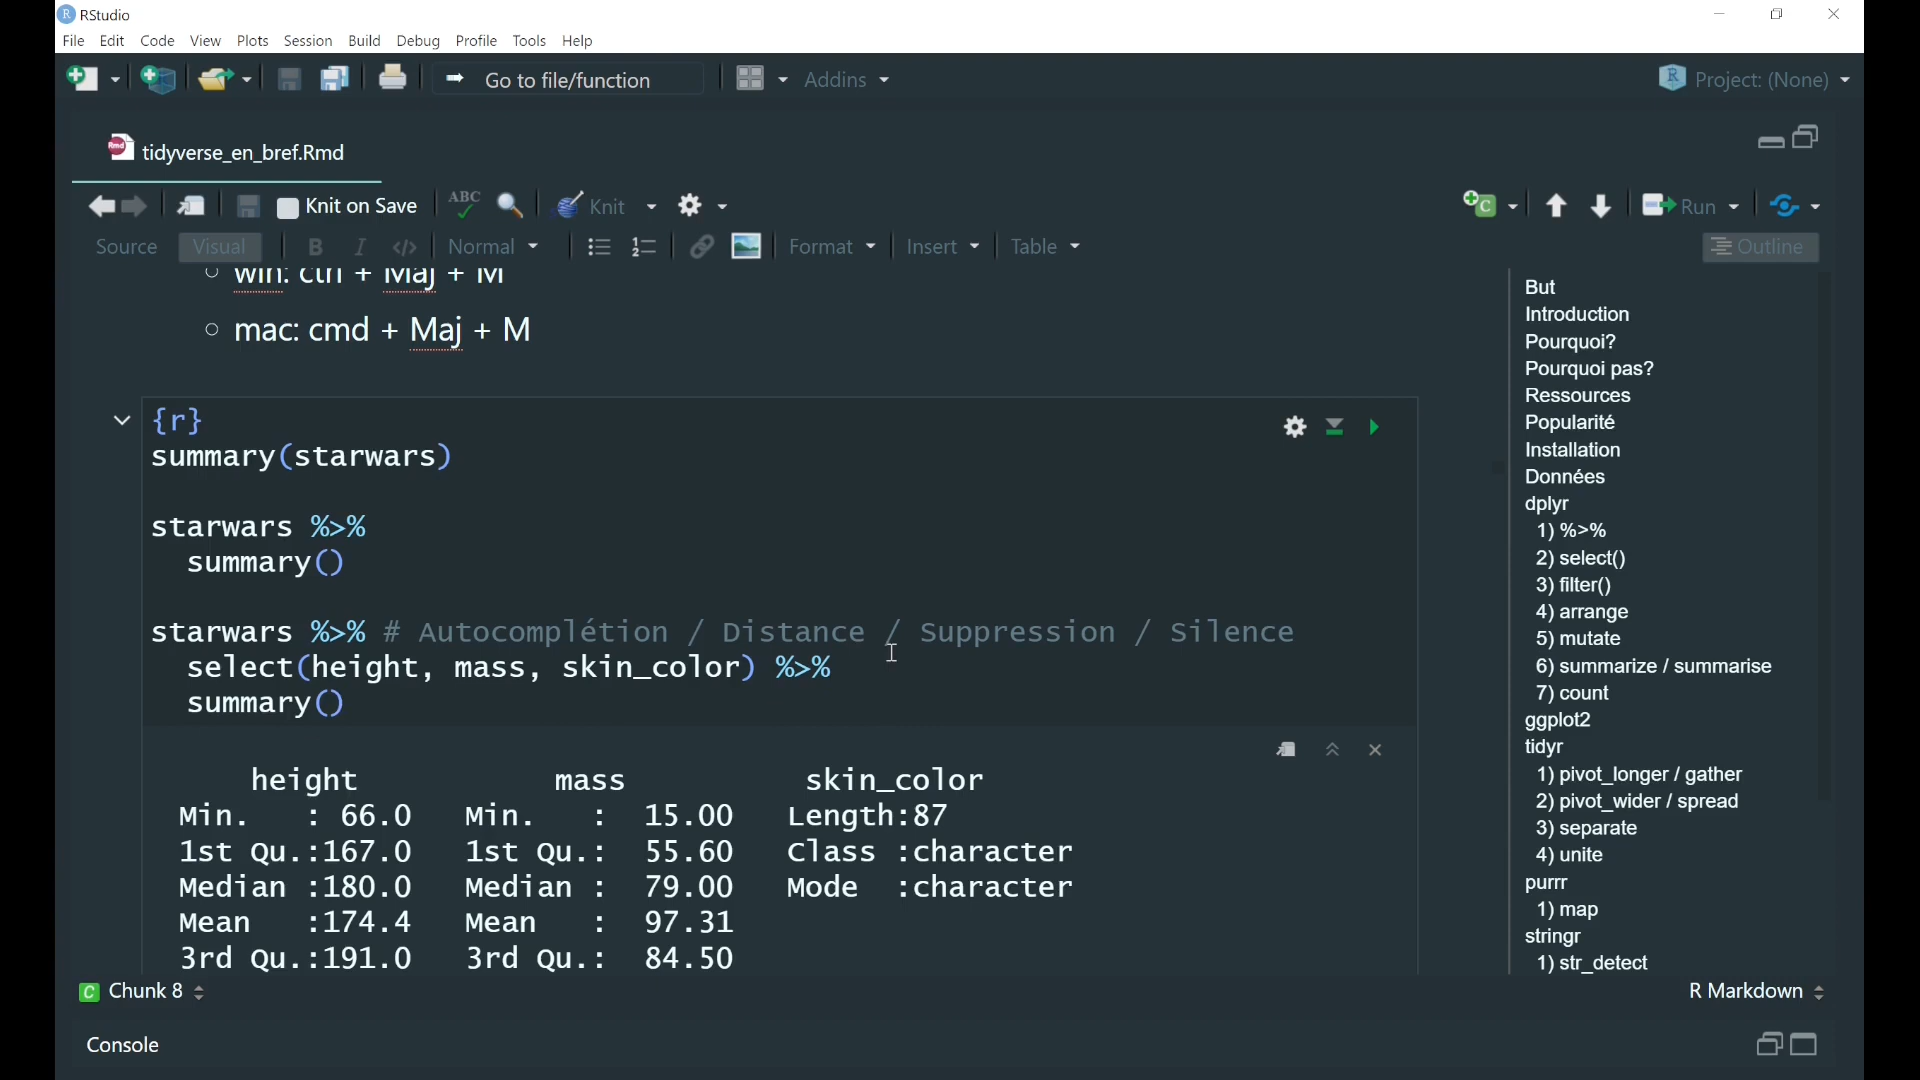 RStudio
File Edit Code View Plots Session Build Debug Profile Tools Help
Go to file/function Addins Project: (None)
tidyverse_en_bref.Rmd
Knit on Save ABC Knit Run
Source Visual B I </> Normal Format Insert Table Outline
win: ctrl + Maj + M
mac: cmd + Maj + M
{r}
summary(starwars)
starwars %>%
summary()
starwars %>% # Autocomplétion / Distance / Suppression / Silence
select(height, mass, skin_color) %>%
summary()
height mass skin_color
Min. : 66.0 Min. : 15.00 Length:87
1st Qu.:167.0 1st Qu.: 55.60 Class :character
Median :180.0 Median : 79.00 Mode :character
Mean :174.4 Mean : 97.31
3rd Qu.:191.0 3rd Qu.: 84.50
But
Introduction
Pourquoi?
Pourquoi pas?
Ressources
Popularité
Installation
Données
dplyr
1) %>%
2) select()
3) filter()
4) arrange
5) mutate
6) summarize / summarise
7) count
ggplot2
tidyr
1) pivot_longer / gather
2) pivot_wider / spread
3) separate
4) unite
purrr
1) map
stringr
1) str_detect
Chunk 8 R Markdown
Console